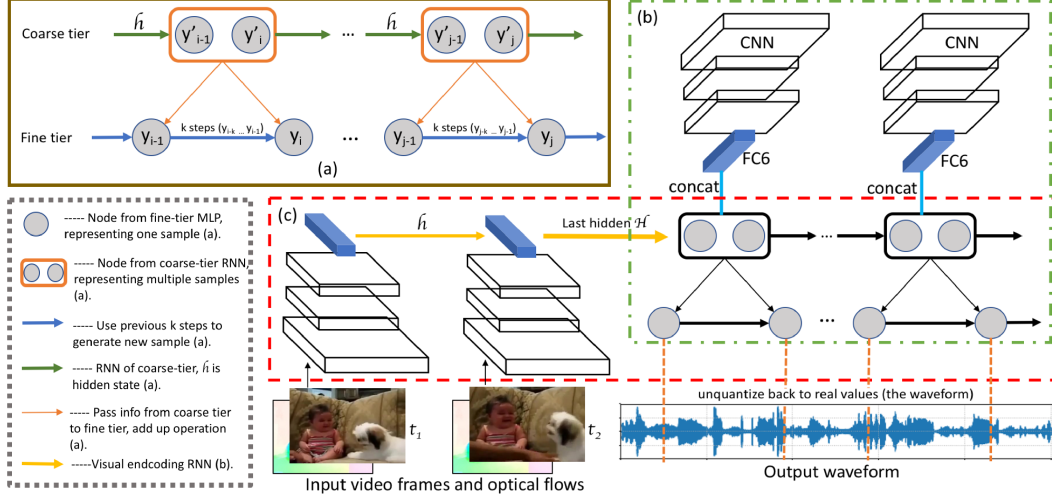 Coarse tier
ℏ
y'i-1
y'i
...
ℏ
y'j-1
y'j
Fine tier
yi-1
k steps (yi-k ... yi-1)
yi
...
yj-1
k steps (yj-k ... yj-1)
yj
(a)
(b)
CNN
CNN
FC6
FC6
concat
concat
...
...
(c)
ℏ
Last hidden ℋ
----- Node from fine-tier MLP,
representing one sample (a).
----- Node from coarse-tier RNN,
representing multiple samples
(a).
----- Use previous k steps to
generate new sample (a).
----- RNN of coarse-tier, ℏ is
hidden state (a).
-----Pass info from coarse tier
to fine tier, add up operation
(a).
-----Visual endcoding RNN (b).
t1
t2
Input video frames and optical flows
unquantize back to real values (the waveform)
Output waveform